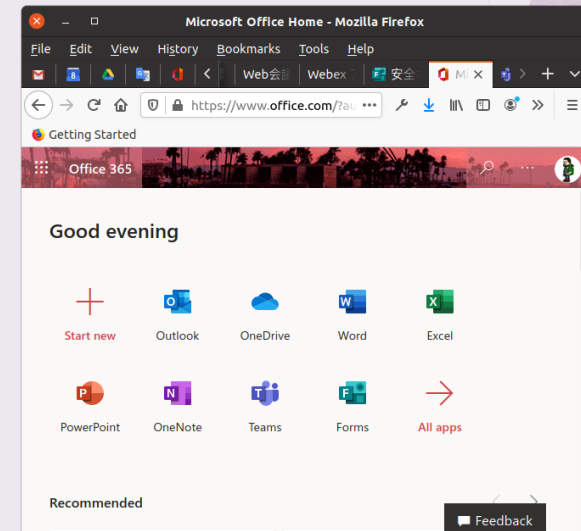 Microsoft Office Home - Mozilla Firefox
File Edit View History Bookmarks Tools Help
Web会 Webex 安全 M
https://www.office.com/?au
Getting Started
Office 365
Good evening
Start new Outlook OneDrive Word Excel
PowerPoint OneNote Teams Forms All apps
Recommended
Feedback